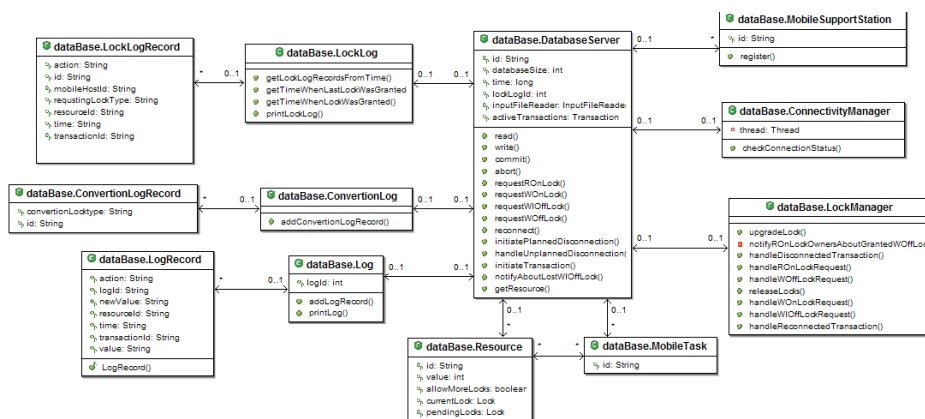 dataBase.LockLogRecord
action: String
id: String
mobileHostId: String
requstingLockType: String
resourceId: String
time: String
transactionId: String
*
0..1
dataBase.LockLog
getLockLogRecordsFromTime()
getTimeWhenLastLockWasGranted
getTimeWhenLockWasGranted()
printLockLog()
0..1
0..1
dataBase.DatabaseServer
id: String
databaseSize: int
time: long
lockLogId: int
inputFileReader: InputFileReader
activeTransactions: Transaction
read()
write()
commit()
abort()
requestROnLock()
requestWOnLock()
requestWIOffLock()
requestWOffLock()
reconnect()
initiatePlannedDisconnection()
handleUnplannedDisconnection(
initiateTransaction()
notifyAboutLostWIOffLock()
getResource()
0..1
*
dataBase.MobileSupportStation
id: String
register()
0..1
0..1
dataBase.ConnectivityManager
thread: Thread
checkConnectionStatus()
0..1
0..1
dataBase.LockManager
upgradeLock()
notifyROnLockOwnersAboutGrantedWOffLock
handleDisconnectedTransaction()
handleROnLockRequest()
releaseLocks()
handleWOnLockRequest()
handleWIOffLockRequest()
handleReconnectedTransaction()
dataBase.ConvertionLogRecord
convertionLocktype: String
id: String
*
0..1
dataBase.ConvertionLog
addConvertionLogRecord()
0..1
0..1
dataBase.LogRecord
action: String
logId: String
newValue: String
resourceId: String
time: String
transactionId: String
value: String
LogRecord()
*
0..1
dataBase.Log
logId: int
addLogRecord()
printLog()
0..1
0..1
0..1
*
0..1
*
dataBase.Resource
id: String
value: int
allowMoreLocks: boolean
currentLock: Lock
pendingLocks: Lock
*
*
dataBase.MobileTask
id: String